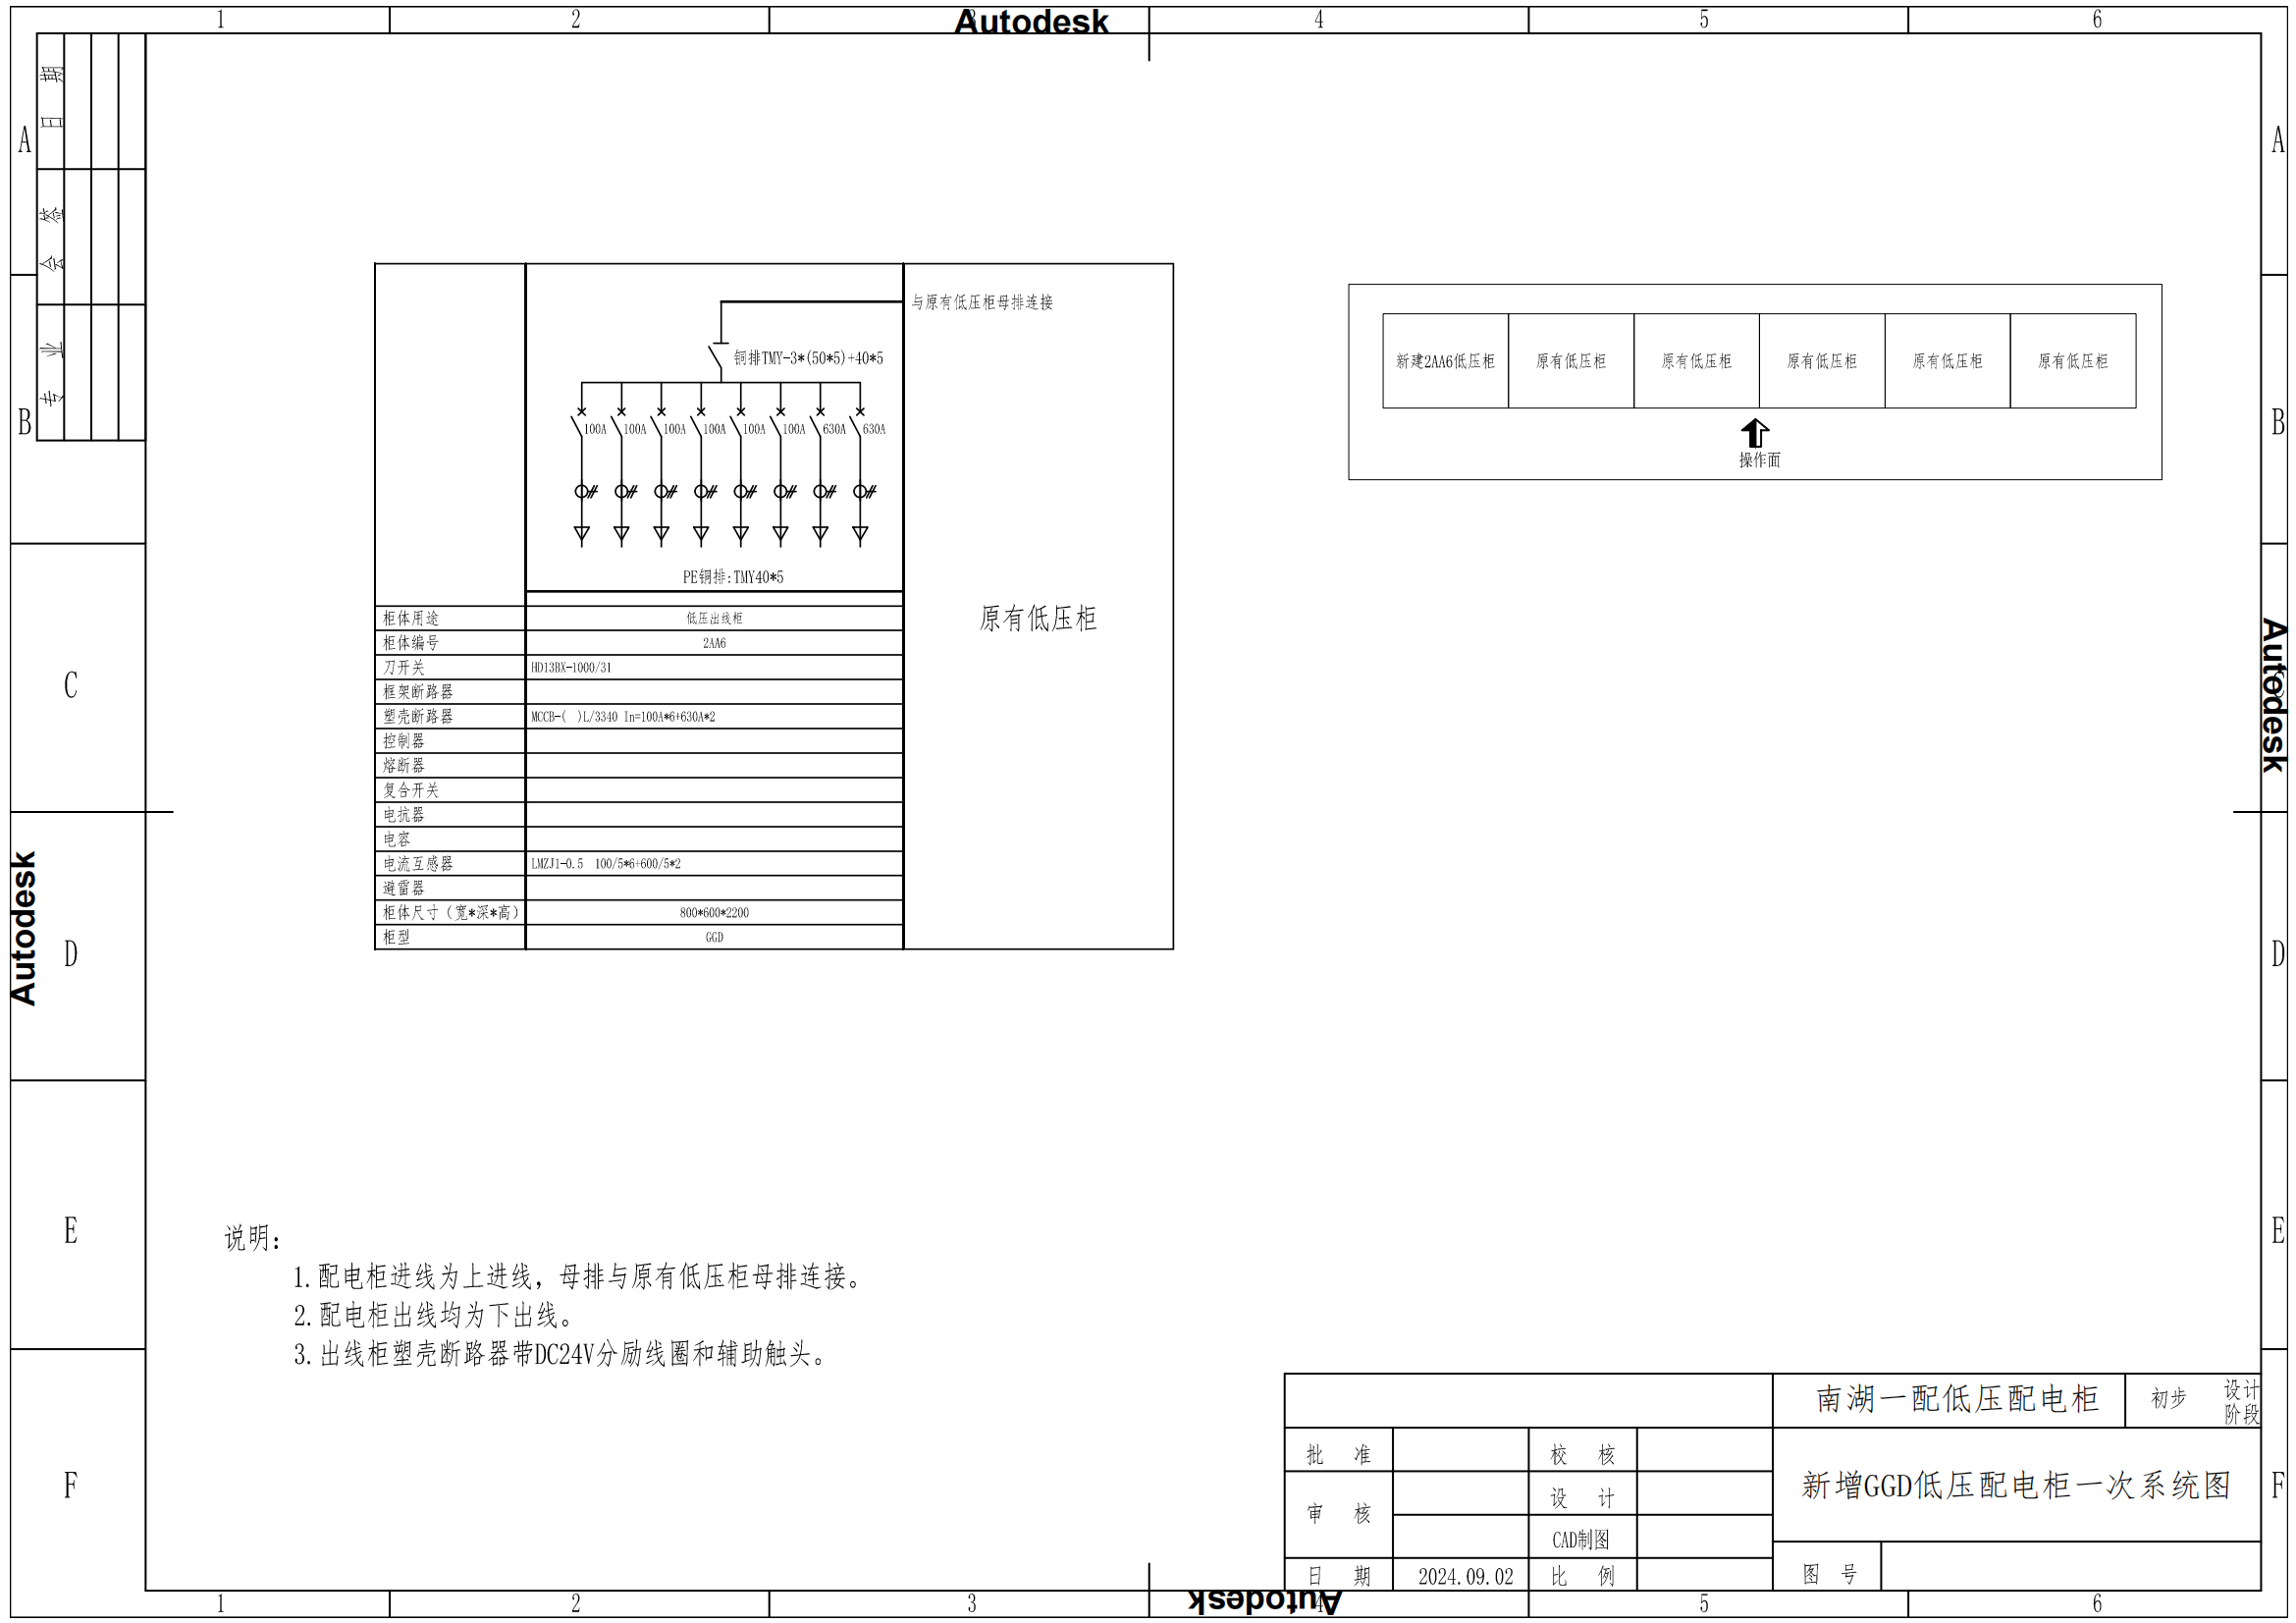 1 2 3 4 5 6
Autodesk
日期
会签
专业
A
B
C
D
E
F
A
B
D
E
F
Autodesk
Autodesk
与原有低压柜母排连接
铜排TMY-3*(50*5)+40*5
100A 100A 100A 100A 100A 100A 630A 630A
PE铜排:TMY40*5
原有低压柜
柜体用途 低压出线柜
柜体编号 2AA6
刀开关 HD13BX-1000/31
框架断路器
塑壳断路器 MCCB-( )L/3340 In=100A*6+630A*2
控制器
熔断器
复合开关
电抗器
电容
电流互感器 LMZJ1-0.5 100/5*6+600/5*2
避雷器
柜体尺寸（宽*深*高） 800*600*2200
柜型 GGD
新建2AA6低压柜 原有低压柜 原有低压柜 原有低压柜 原有低压柜 原有低压柜
操作面
说明：
1.配电柜进线为上进线，母排与原有低压柜母排连接。
2.配电柜出线均为下出线。
3.出线柜塑壳断路器带DC24V分励线圈和辅助触头。
南湖一配低压配电柜 初步 设计
阶段
批 准 校 核
新增GGD低压配电柜一次系统图
审 核 设 计
CAD制图
日 期 2024.09.02 比 例 图 号
1 2 3 4 5 6
Autodesk